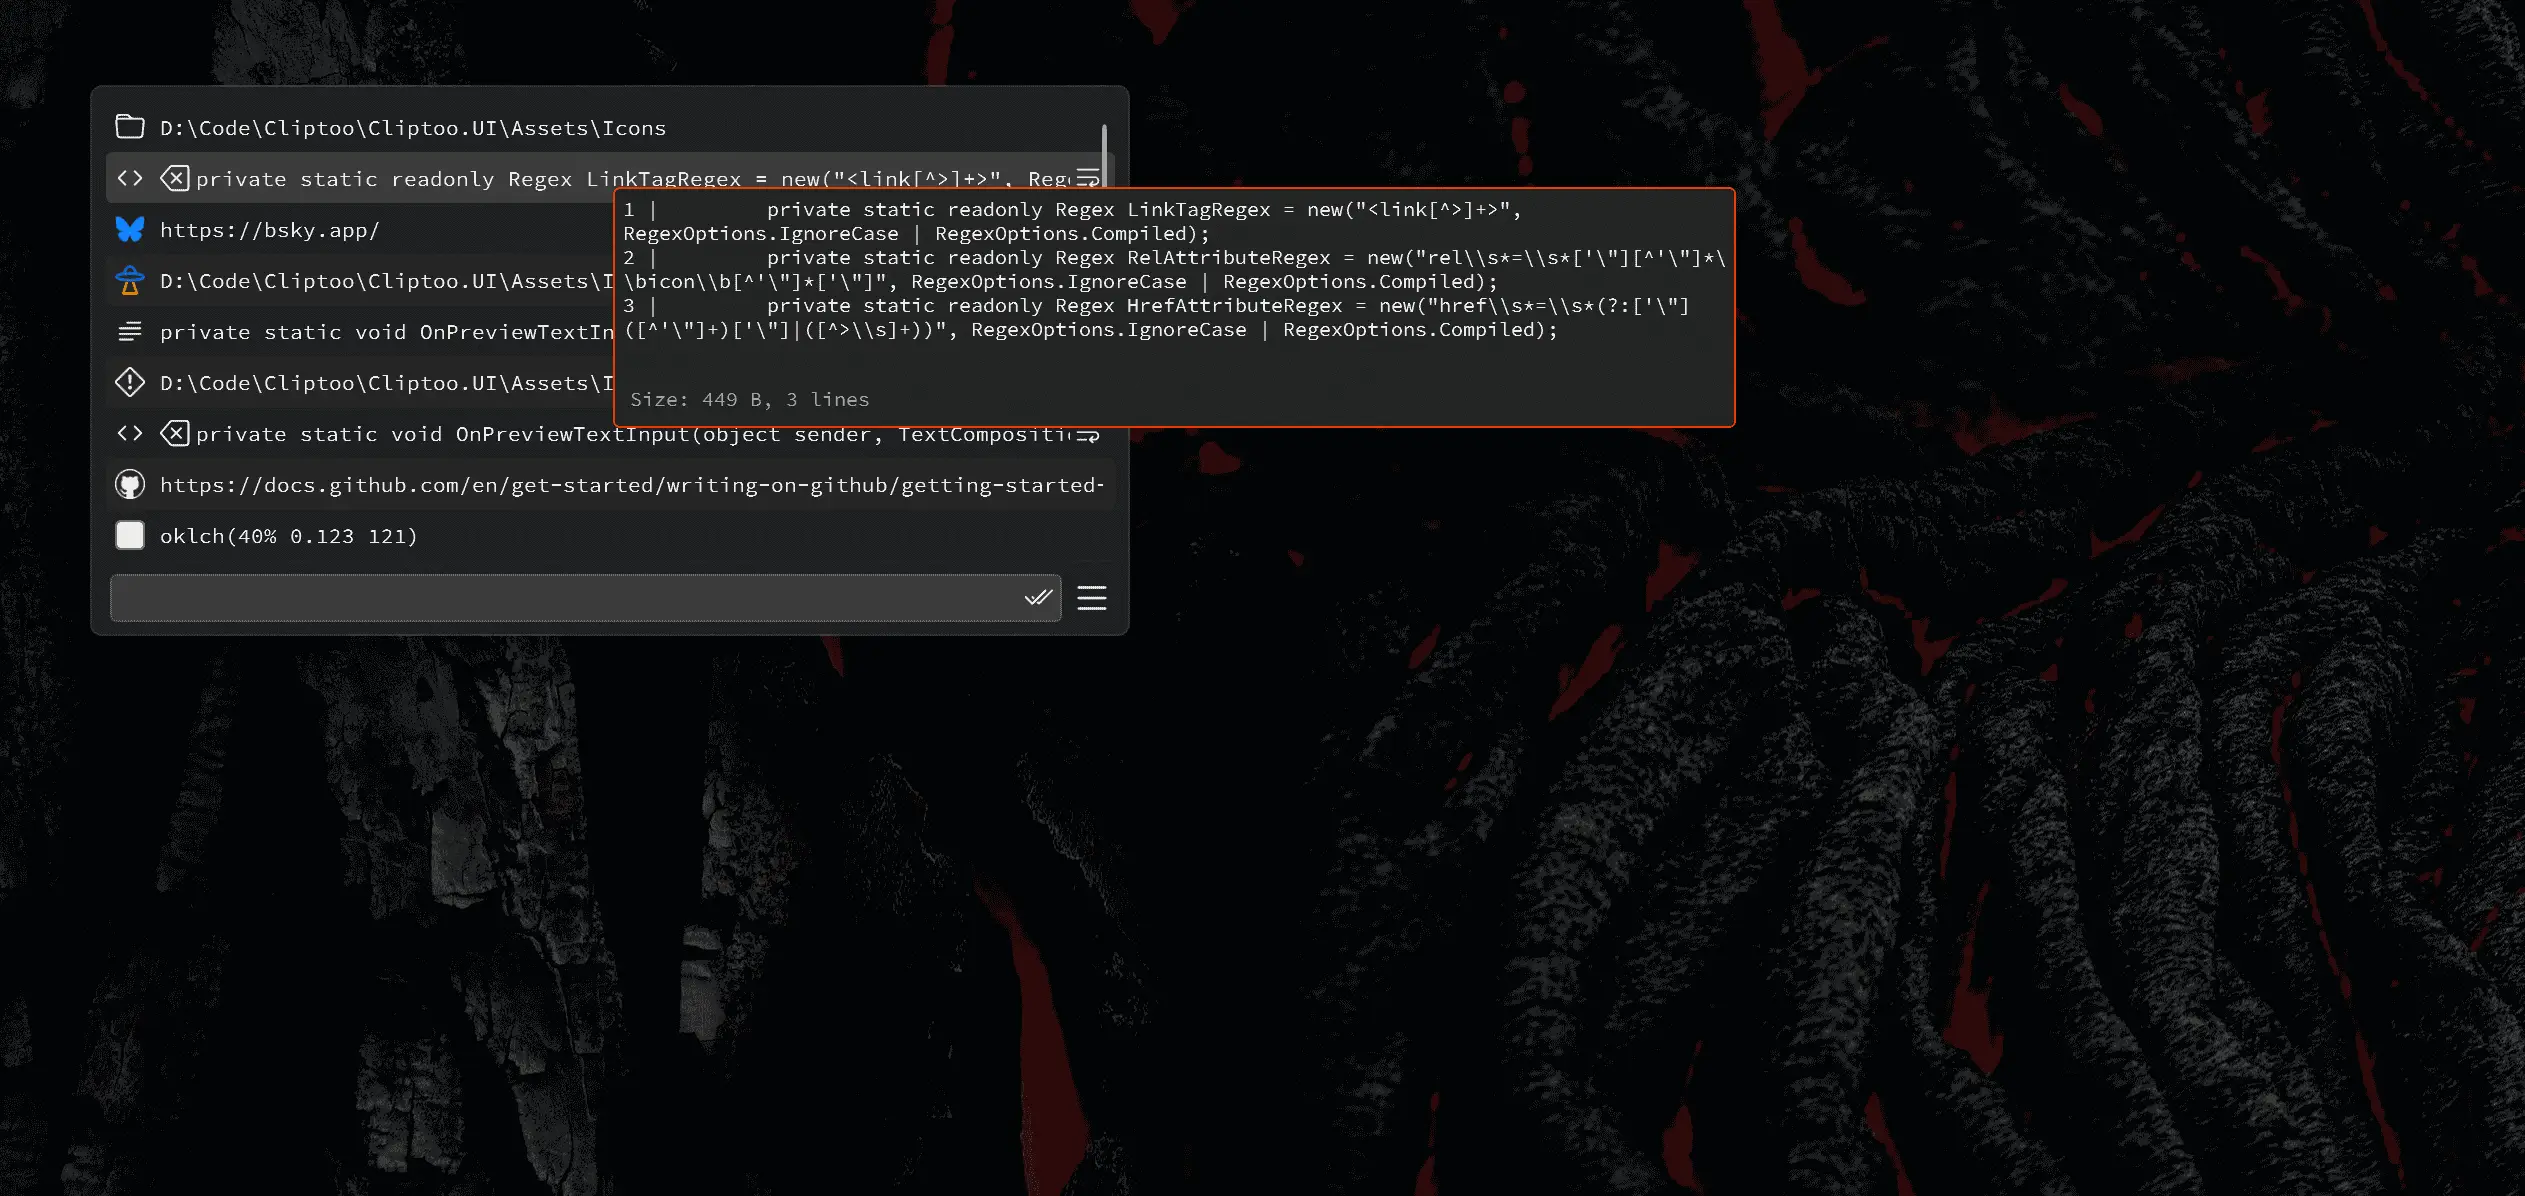 D:\Code\Cliptoo\Cliptoo.UI\Assets\Icons
private static readonly Regex LinkTagRegex = new("<link[^>]+>", Reg
https://bsky.app/
D:\Code\Cliptoo\Cliptoo.UI\Assets\I
private static void OnPreviewTextIn
D:\Code\Cliptoo\Cliptoo.UI\Assets\I
private static void OnPreviewTextInput(object sender, TextCompositi
https://docs.github.com/en/get-started/writing-on-github/getting-started-
oklch(40% 0.123 121)
1 |         private static readonly Regex LinkTagRegex = new("<link[^>]+>",
RegexOptions.IgnoreCase | RegexOptions.Compiled);
2 |         private static readonly Regex RelAttributeRegex = new("rel\\s*=\\s*['\"][^'\"]*\
\bicon\\b[^'\"]*['\"]", RegexOptions.IgnoreCase | RegexOptions.Compiled);
3 |         private static readonly Regex HrefAttributeRegex = new("href\\s*=\\s*(?:['\"]
([^'\"]+)['\"]|([^>\\s]+))", RegexOptions.IgnoreCase | RegexOptions.Compiled);
Size: 449 B, 3 lines